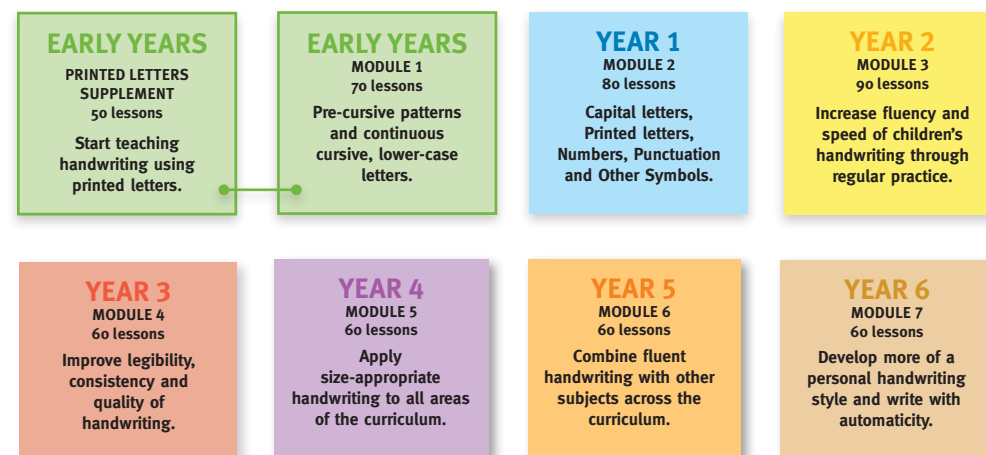 EARLY YEARS
PRINTED LETTERS
SUPPLEMENT
50 lessons
Start teaching
handwriting using
printed letters.
EARLY YEARS
MODULE 1
70 lessons
Pre-cursive patterns
and continuous
cursive, lower-case
letters.
YEAR 1
MODULE 2
80 lessons
Capital letters,
Printed letters,
Numbers, Punctuation
and Other Symbols.
YEAR 2
MODULE 3
90 lessons
Increase fluency and
speed of children's
handwriting through
regular practice.
YEAR 3
MODULE 4
60 lessons
Improve legibility,
consistency and
quality of
handwriting.
YEAR 4
MODULE 5
60 lessons
Apply
size-appropriate
handwriting to all areas
of the curriculum.
YEAR 5
MODULE 6
60 lessons
Combine fluent
handwriting with other
subjects across the
curriculum.
YEAR 6
MODULE 7
60 lessons
Develop more of a
personal handwriting
style and write with
automaticity.